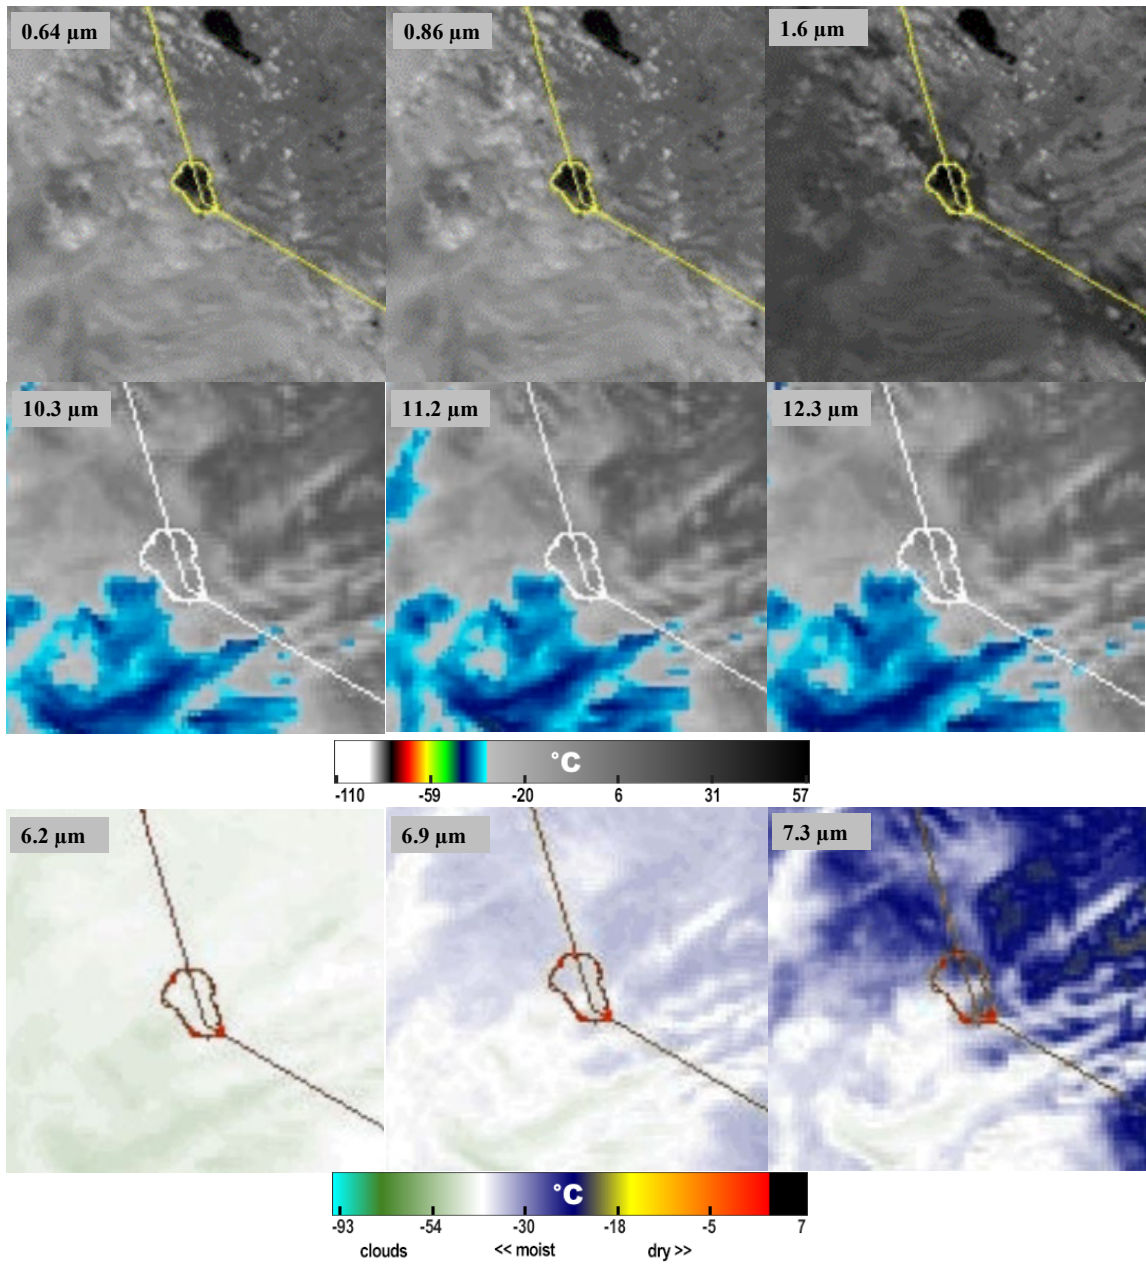 0.64 µm 0.86 µm 1.6 µm
10.3 µm 11.2 µm 12.3 µm
°C
-110 -59 -20 6 31 57
6.2 µm 6.9 µm 7.3 µm
°C
-93 -54 -30 -18 -5 7
clouds << moist dry >>